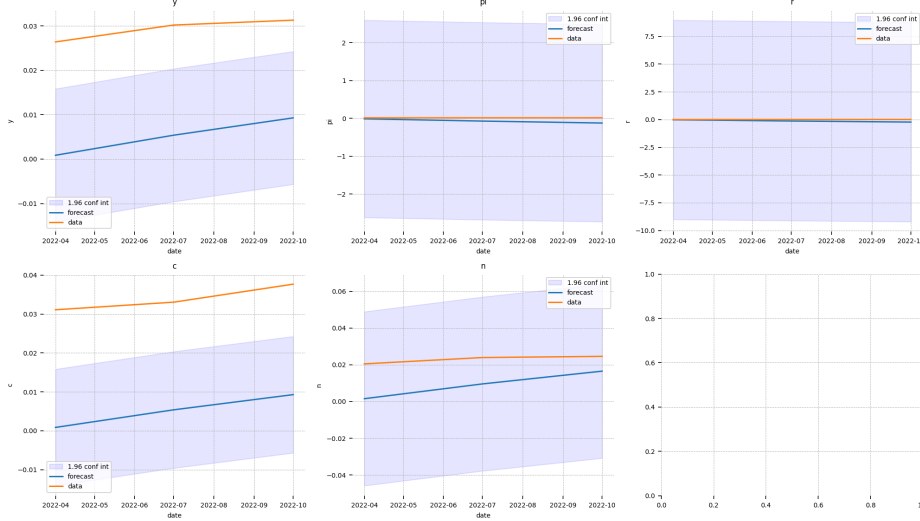 y
0.03
0.02
0.01
0.00
−0.01
y
1.96 conf int
forecast
data
2022-04 2022-05 2022-06 2022-07 2022-08 2022-09 2022-10
date
pi
2
1
0
−1
−2
pi
1.96 conf int
forecast
data
2022-04 2022-05 2022-06 2022-07 2022-08 2022-09 2022-10
date
r
7.5
5.0
2.5
0.0
−2.5
−5.0
−7.5
−10.0
r
1.96 conf int
forecast
data
2022-04 2022-05 2022-06 2022-07 2022-08 2022-09 2022-1
date
c
0.04
0.03
0.02
0.01
0.00
−0.01
c
1.96 conf int
forecast
data
2022-04 2022-05 2022-06 2022-07 2022-08 2022-09 2022-10
date
n
0.06
0.04
0.02
0.00
−0.02
−0.04
n
1.96 conf int
forecast
data
2022-04 2022-05 2022-06 2022-07 2022-08 2022-09 2022-10
date
1.0
0.8
0.6
0.4
0.2
0.0
0.0 0.2 0.4 0.6 0.8